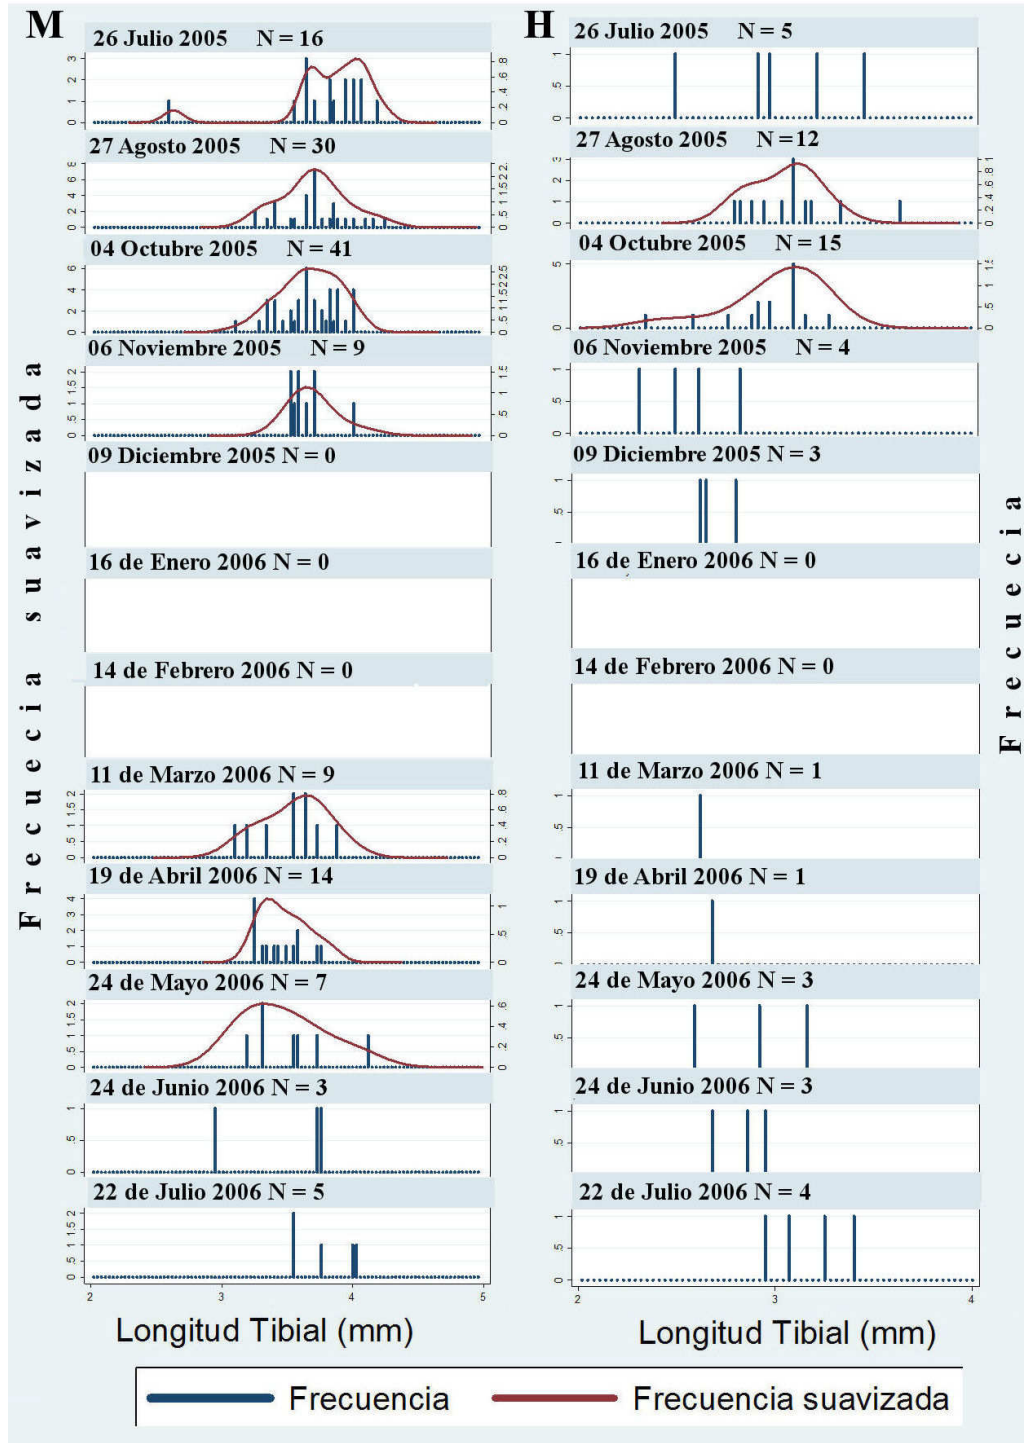 M
26 Julio 2005 N = 16
27 Agosto 2005 N = 30
04 Octubre 2005 N = 41
06 Noviembre 2005 N = 9
09 Diciembre 2005 N = 0
16 de Enero 2006 N = 0
14 de Febrero 2006 N = 0
11 de Marzo 2006 N = 9
19 de Abril 2006 N = 14
24 de Mayo 2006 N = 7
24 de Junio 2006 N = 3
22 de Julio 2006 N = 5
2 3 4 5
Longitud Tibial (mm)
Frecuencia suavizada
H
26 Julio 2005 N = 5
27 Agosto 2005 N =12
04 Octubre 2005 N = 15
06 Noviembre 2005 N = 4
09 Diciembre 2005 N = 3
16 de Enero 2006 N = 0
14 de Febrero 2006 N = 0
11 de Marzo 2006 N = 1
19 de Abril 2006 N = 1
24 de Mayo 2006 N = 3
24 de Junio 2006 N = 3
22 de Julio 2006 N = 4
2 3 4
Longitud Tibial (mm)
Frecuencia
Frecuencia
Frecuencia suavizada